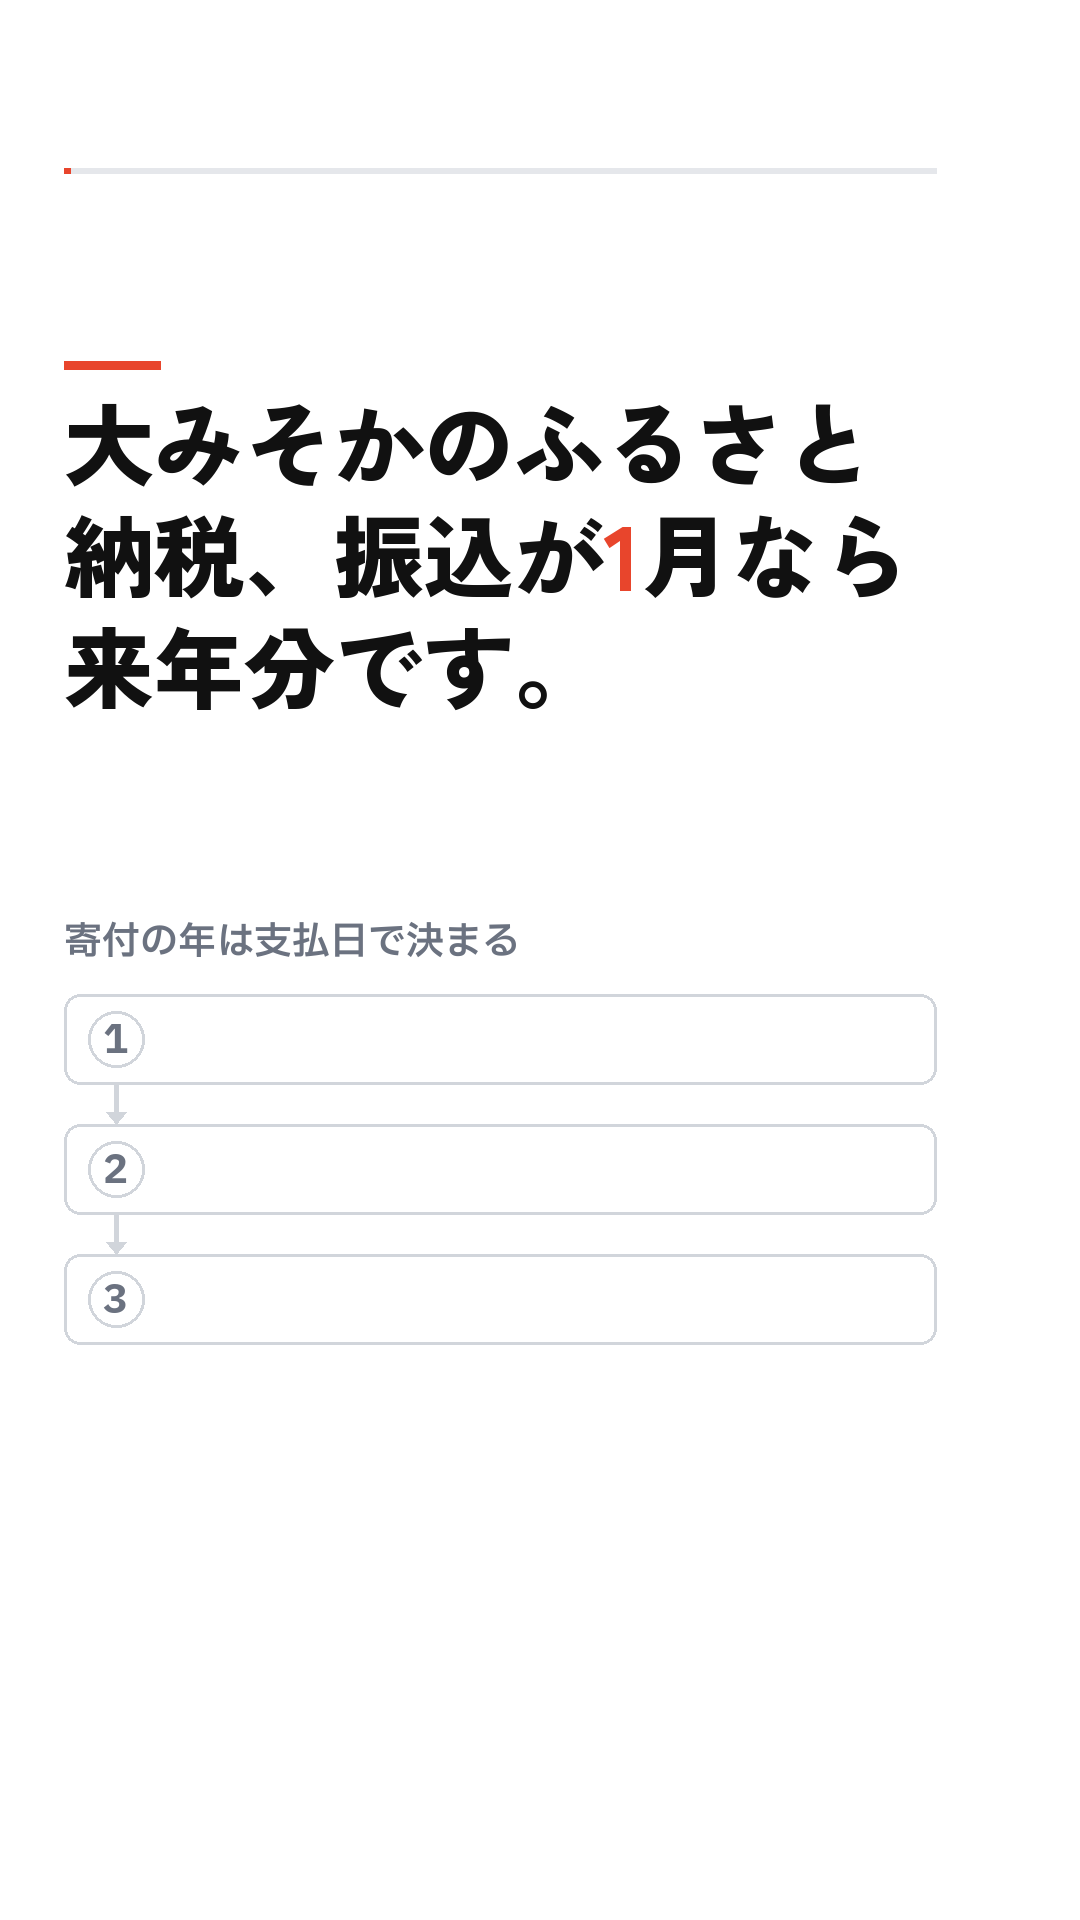 大みそかのふるさと
納税、振込が1月なら
来年分です。
寄付の年は支払日で決まる
1
2
3